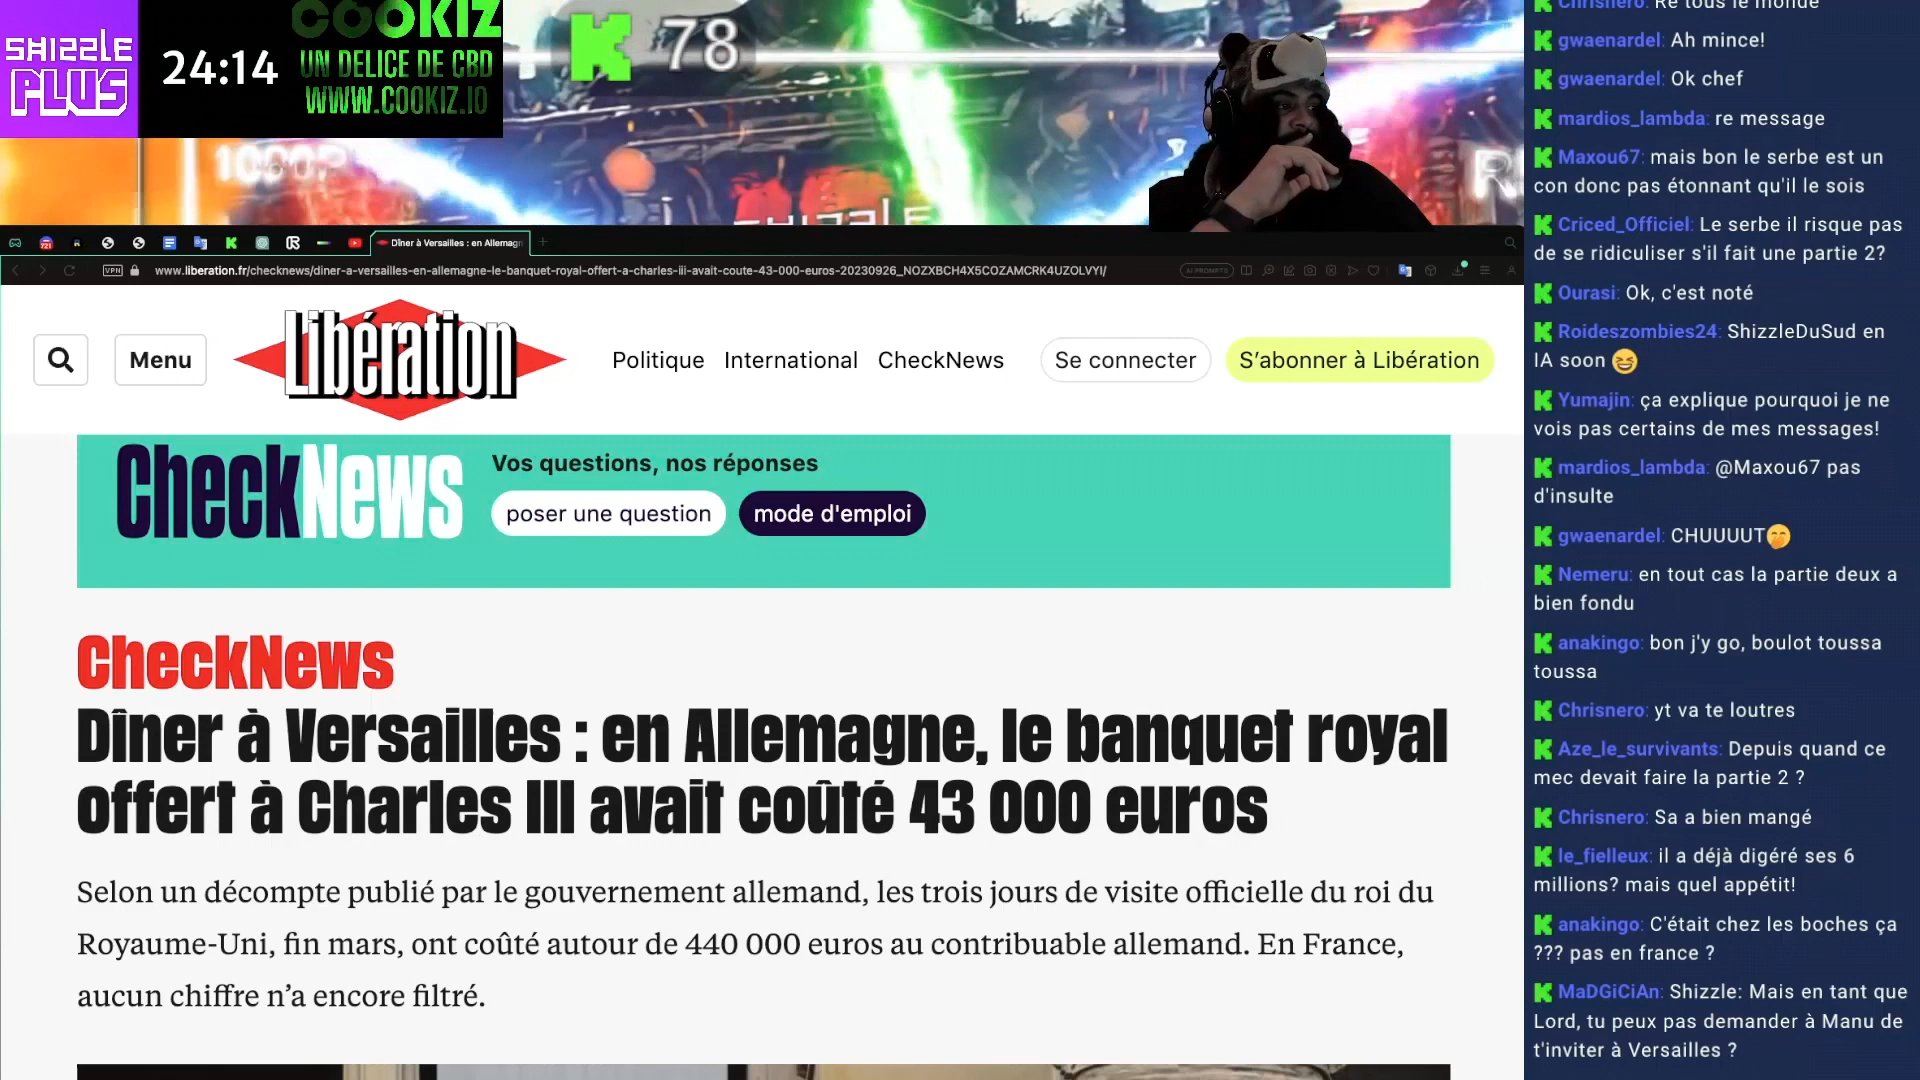 SHIZZLE
PLUS
24:14
COOKIZ
UN DELICE DE CBD
WWW.COOKIZ.IO
78
1080P
SHIZZLE
Dîner à Versailles : en Allemagn
VPN
www.liberation.fr/checknews/diner-a-versailles-en-allemagne-le-banquet-royal-offert-a-charles-iii-avait-coute-43-000-euros-20230926_NOZXBCH4X5COZAMCRK4UZOLVYI/
AI PROMPTS
Menu
Libération
Politique
International
CheckNews
Se connecter
S’abonner à Libération
CheckNews
Vos questions, nos réponses
poser une question
mode d'emploi
CheckNews
Dîner à Versailles : en Allemagne, le banquet royal
offert à Charles III avait coûté 43 000 euros
Selon un décompte publié par le gouvernement allemand, les trois jours de visite officielle du roi du
Royaume-Uni, fin mars, ont coûté autour de 440 000 euros au contribuable allemand. En France,
aucun chiffre n’a encore filtré.
Chrisnero: Re tous le monde
gwaenardel: Ah mince!
gwaenardel: Ok chef
mardios_lambda: re message
Maxou67: mais bon le serbe est un
con donc pas étonnant qu'il le sois
Criced_Officiel: Le serbe il risque pas
de se ridiculiser s'il fait une partie 2?
Ourasi: Ok, c'est noté
Roideszombies24: ShizzleDuSud en
IA soon 😆
Yumajin: ça explique pourquoi je ne
vois pas certains de mes messages!
mardios_lambda: @Maxou67 pas
d'insulte
gwaenardel: CHUUUUT🤭
Nemeru: en tout cas la partie deux a
bien fondu
anakingo: bon j'y go, boulot toussa
toussa
Chrisnero: yt va te loutres
Aze_le_survivants: Depuis quand ce
mec devait faire la partie 2 ?
Chrisnero: Sa a bien mangé
le_fielleux: il a déjà digéré ses 6
millions? mais quel appétit!
anakingo: C'était chez les boches ça
??? pas en france ?
MaDGiCiAn: Shizzle: Mais en tant que
Lord, tu peux pas demander à Manu de
t'inviter à Versailles ?